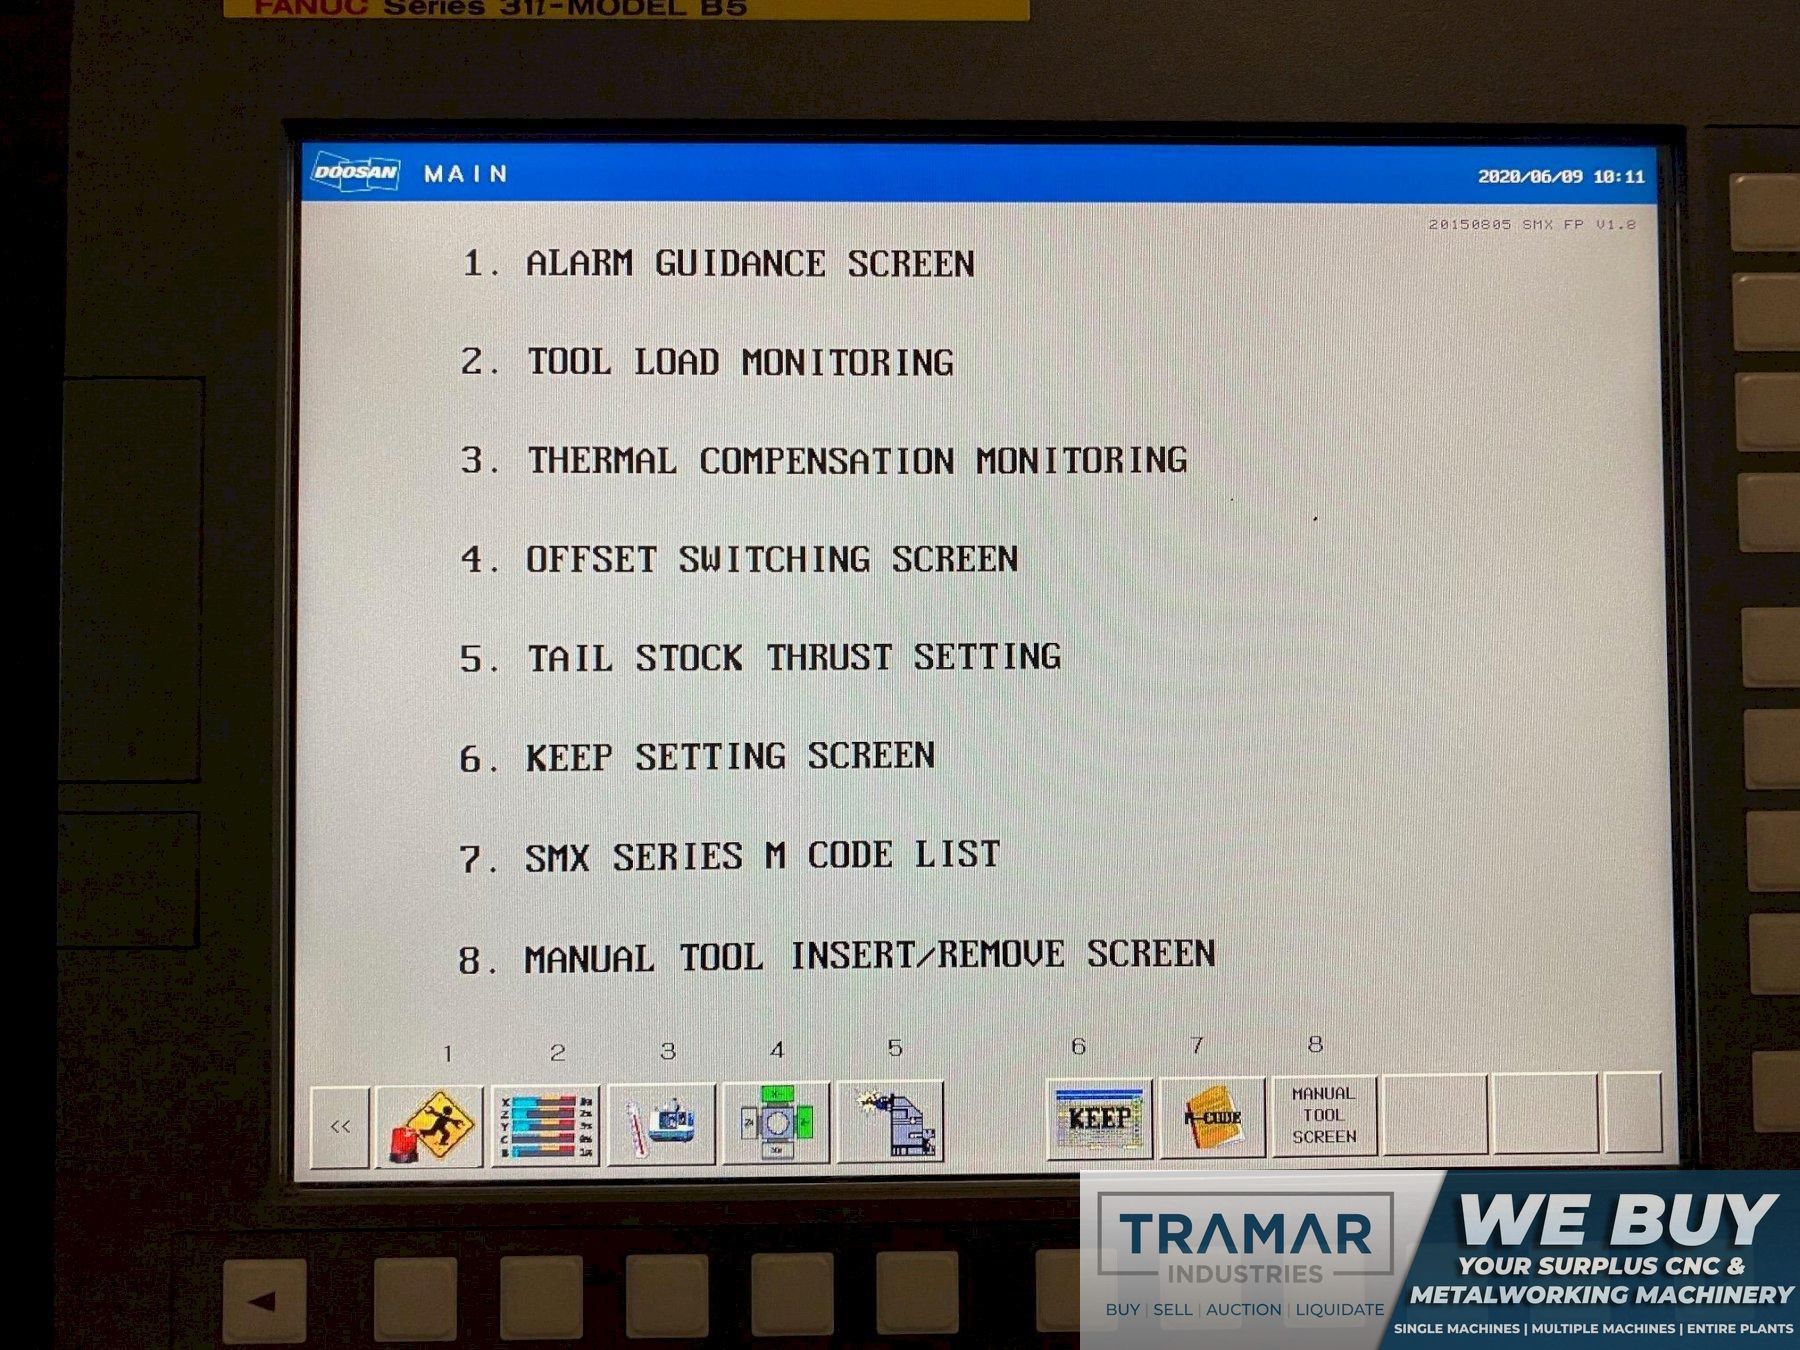 FANUC Series 31i-MODEL B5
DOOSAN MAIN 2020/06/09 10:11
20150805 SMX FP V1.8
1. ALARM GUIDANCE SCREEN
2. TOOL LOAD MONITORING
3. THERMAL COMPENSATION MONITORING
4. OFFSET SWITCHING SCREEN
5. TAIL STOCK THRUST SETTING
6. KEEP SETTING SCREEN
7. SMX SERIES M CODE LIST
8. MANUAL TOOL INSERT/REMOVE SCREEN
1 2 3 4 5 6 7 8
<<
X
Z
Y
C
KEEP
M-CODE
MANUAL
TOOL
SCREEN
TRAMAR
INDUSTRIES
BUY | SELL | AUCTION | LIQUIDATE
WE BUY
YOUR SURPLUS CNC &
METALWORKING MACHINERY
SINGLE MACHINES | MULTIPLE MACHINES | ENTIRE PLANTS